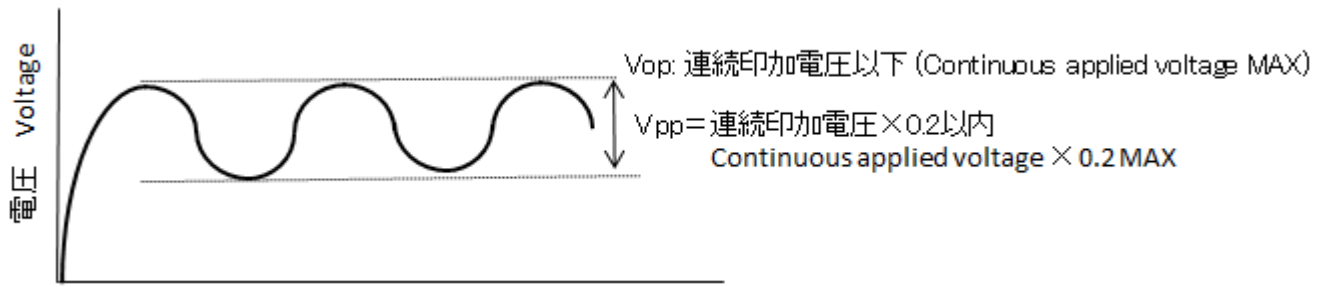 電圧 Voltage
Vop: 連続印加電圧以下 (Continuous applied voltage MAX)
Vpp=連続印加電圧×0.2以内
Continuous applied voltage × 0.2 MAX